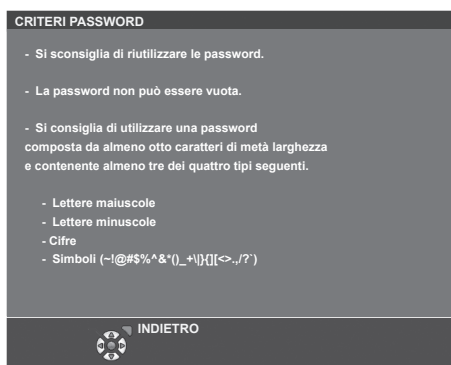 CRITERI PASSWORD
- Si sconsiglia di riutilizzare le password.
- La password non può essere vuota.
- Si consiglia di utilizzare una password
composta da almeno otto caratteri di metà larghezza
e contenente almeno tre dei quattro tipi seguenti.
- Lettere maiuscole
- Lettere minuscole
- Cifre
- Simboli (~!@#$%^&*()_+\|}{][<>.,/?`)
INDIETRO